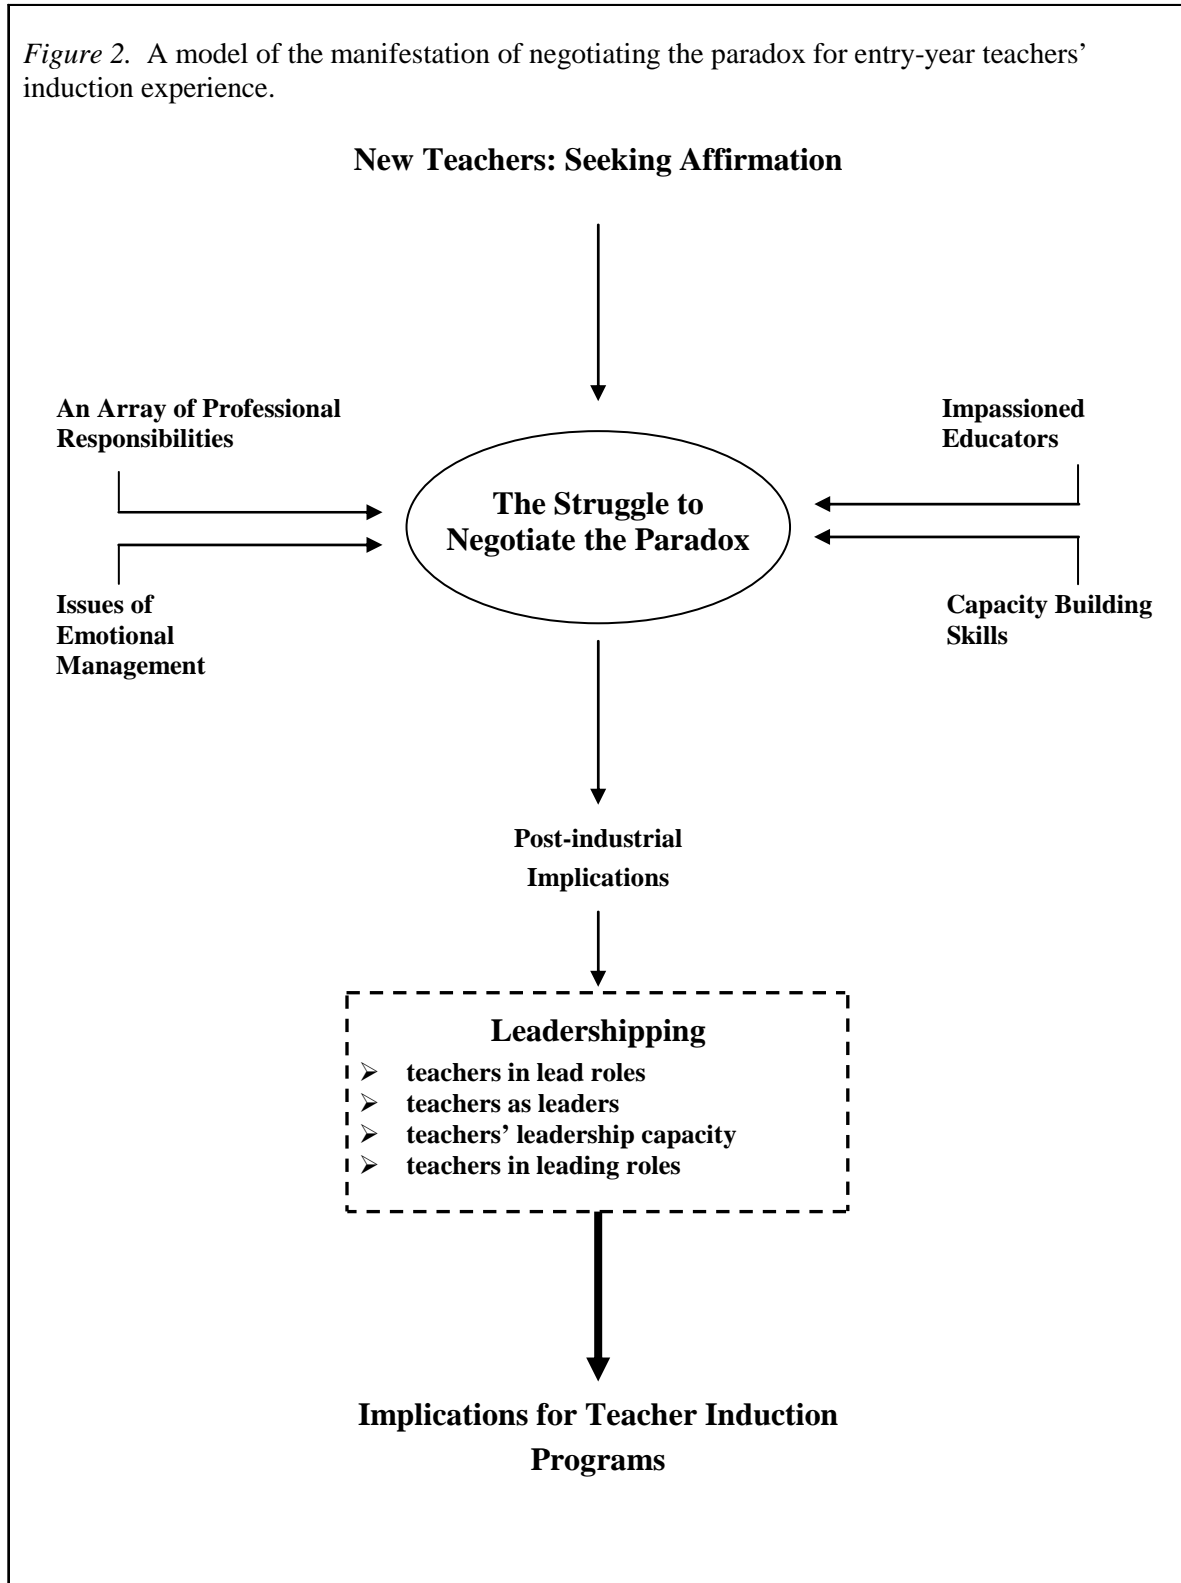 Figure 2. A model of the manifestation of negotiating the paradox for entry-year teachers’
induction experience.
New Teachers: Seeking Affirmation
An Array of Professional
Responsibilities
Impassioned
Educators
The Struggle to
Negotiate the Paradox
Issues of
Emotional
Management
Capacity Building
Skills
Post-industrial
Implications
Leadershipping
➢ teachers in lead roles
➢ teachers as leaders
➢ teachers’ leadership capacity
➢ teachers in leading roles
Implications for Teacher Induction
Programs